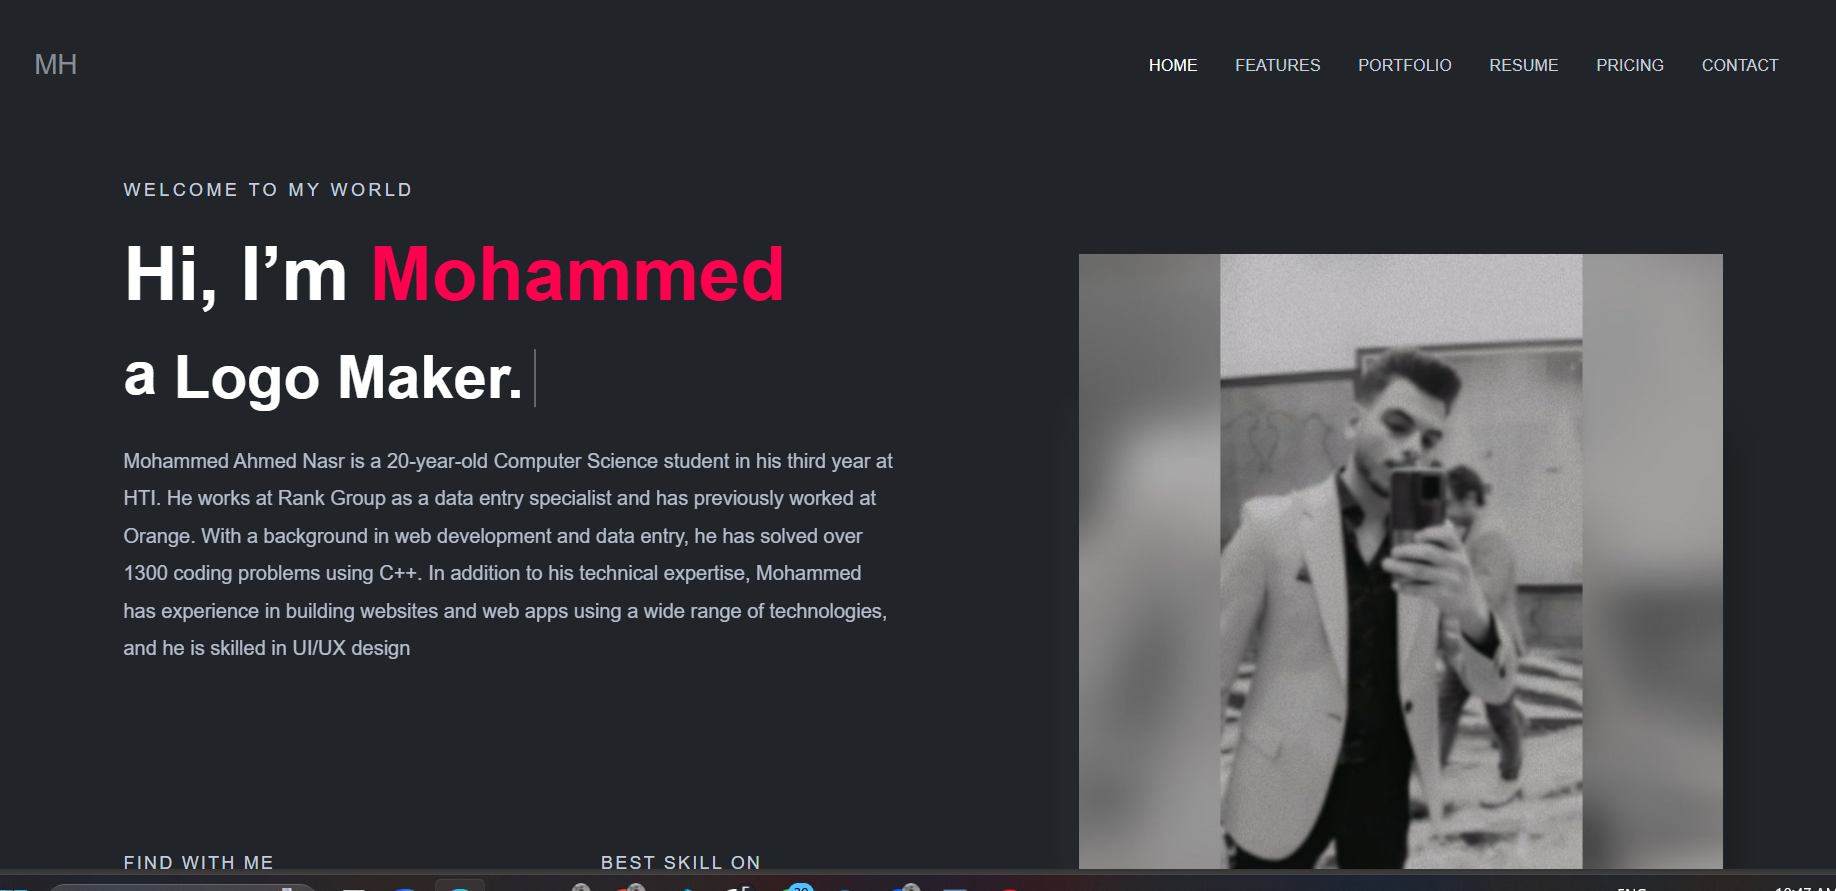 MH
HOME FEATURES PORTFOLIO RESUME PRICING CONTACT
WELCOME TO MY WORLD
Hi, I’m Mohammed
a Logo Maker.
Mohammed Ahmed Nasr is a 20-year-old Computer Science student in his third year at
HTI. He works at Rank Group as a data entry specialist and has previously worked at
Orange. With a background in web development and data entry, he has solved over
1300 coding problems using C++. In addition to his technical expertise, Mohammed
has experience in building websites and web apps using a wide range of technologies,
and he is skilled in UI/UX design
FIND WITH ME
BEST SKILL ON